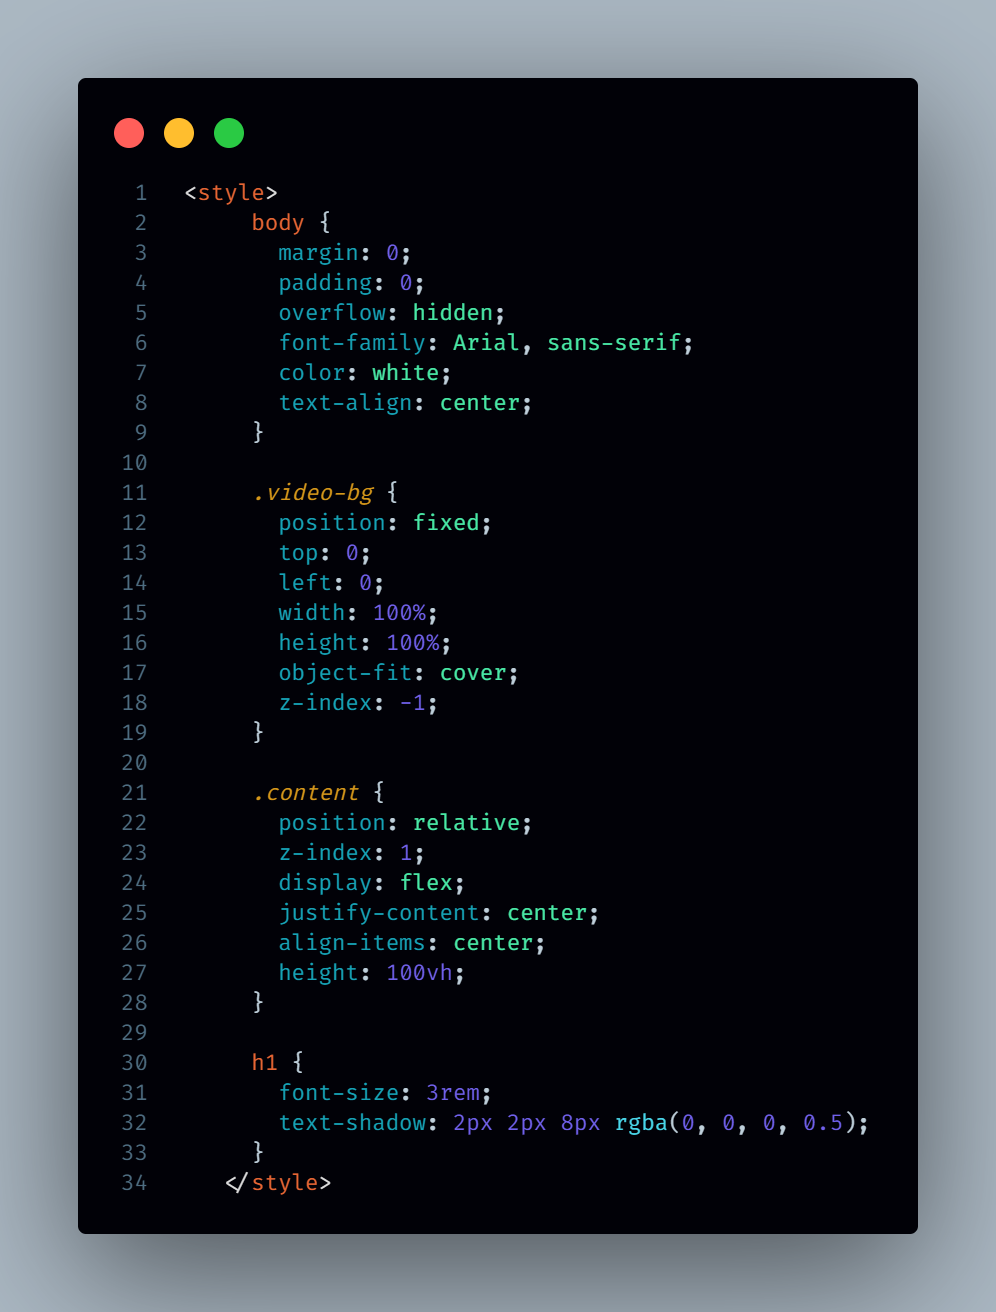 1 <style>
2 body {
3 margin: 0;
4 padding: 0;
5 overflow: hidden;
6 font-family: Arial, sans-serif;
7 color: white;
8 text-align: center;
9 }
10
11 .video-bg {
12 position: fixed;
13 top: 0;
14 left: 0;
15 width: 100%;
16 height: 100%;
17 object-fit: cover;
18 z-index: -1;
19 }
20
21 .content {
22 position: relative;
23 z-index: 1;
24 display: flex;
25 justify-content: center;
26 align-items: center;
27 height: 100vh;
28 }
29
30 h1 {
31 font-size: 3rem;
32 text-shadow: 2px 2px 8px rgba(0, 0, 0, 0.5);
33 }
34 </style>